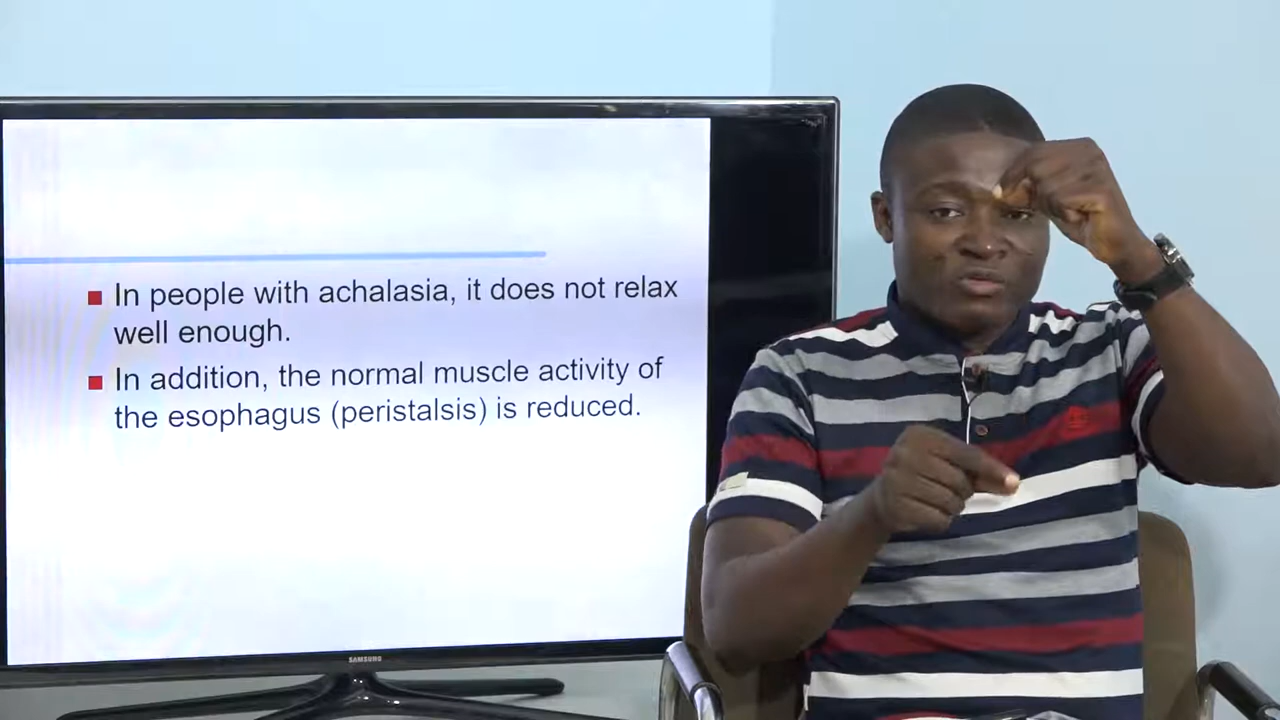 In people with achalasia, it does not relax
well enough.
In addition, the normal muscle activity of
the esophagus (peristalsis) is reduced.
SAMSUNG